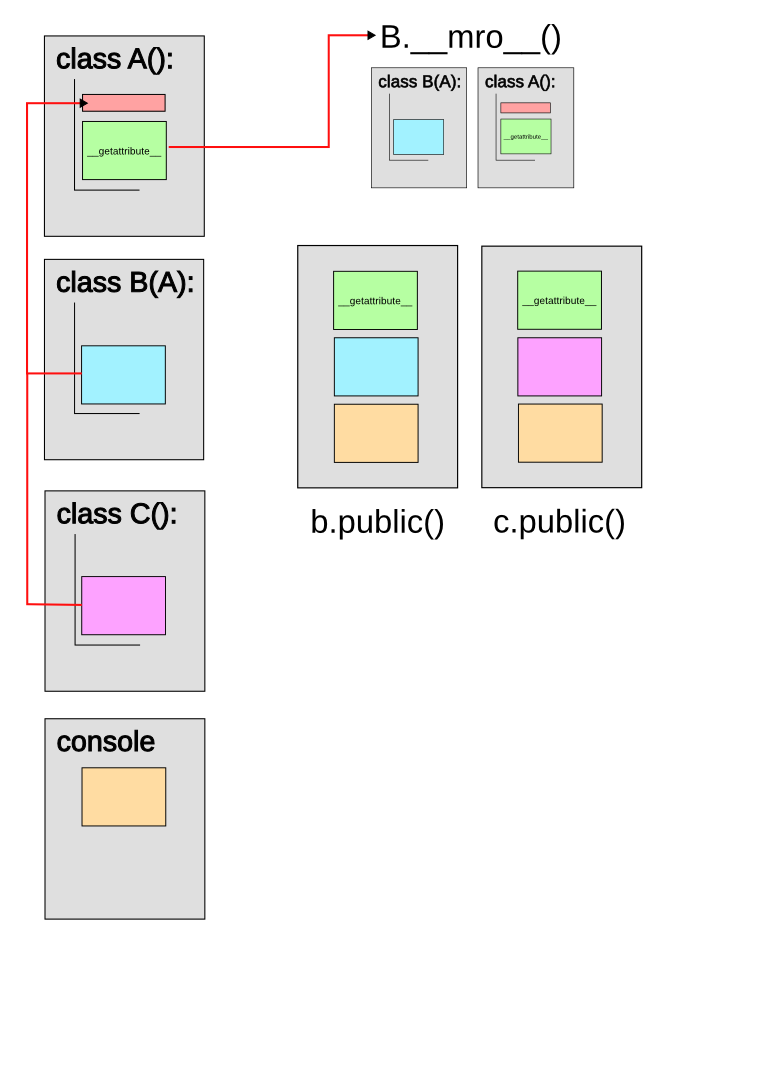 class A():
__getattribute__
class B(A):
class C():
console
B.__mro__()
class B(A):
class A():
__getattribute__
__getattribute__
__getattribute__
b.public()
c.public()